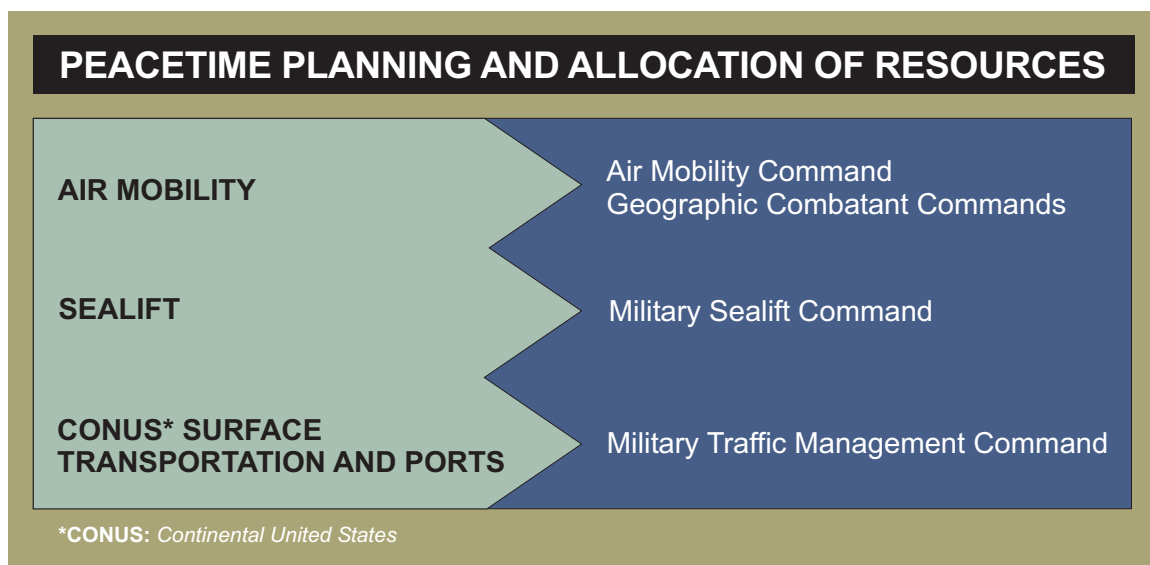 PEACETIME PLANNING AND ALLOCATION OF RESOURCES
AIR MOBILITY
Air Mobility Command
Geographic Combatant Commands
SEALIFT
Military Sealift Command
CONUS* SURFACE
TRANSPORTATION AND PORTS
Military Traffic Management Command
*CONUS: Continental United States